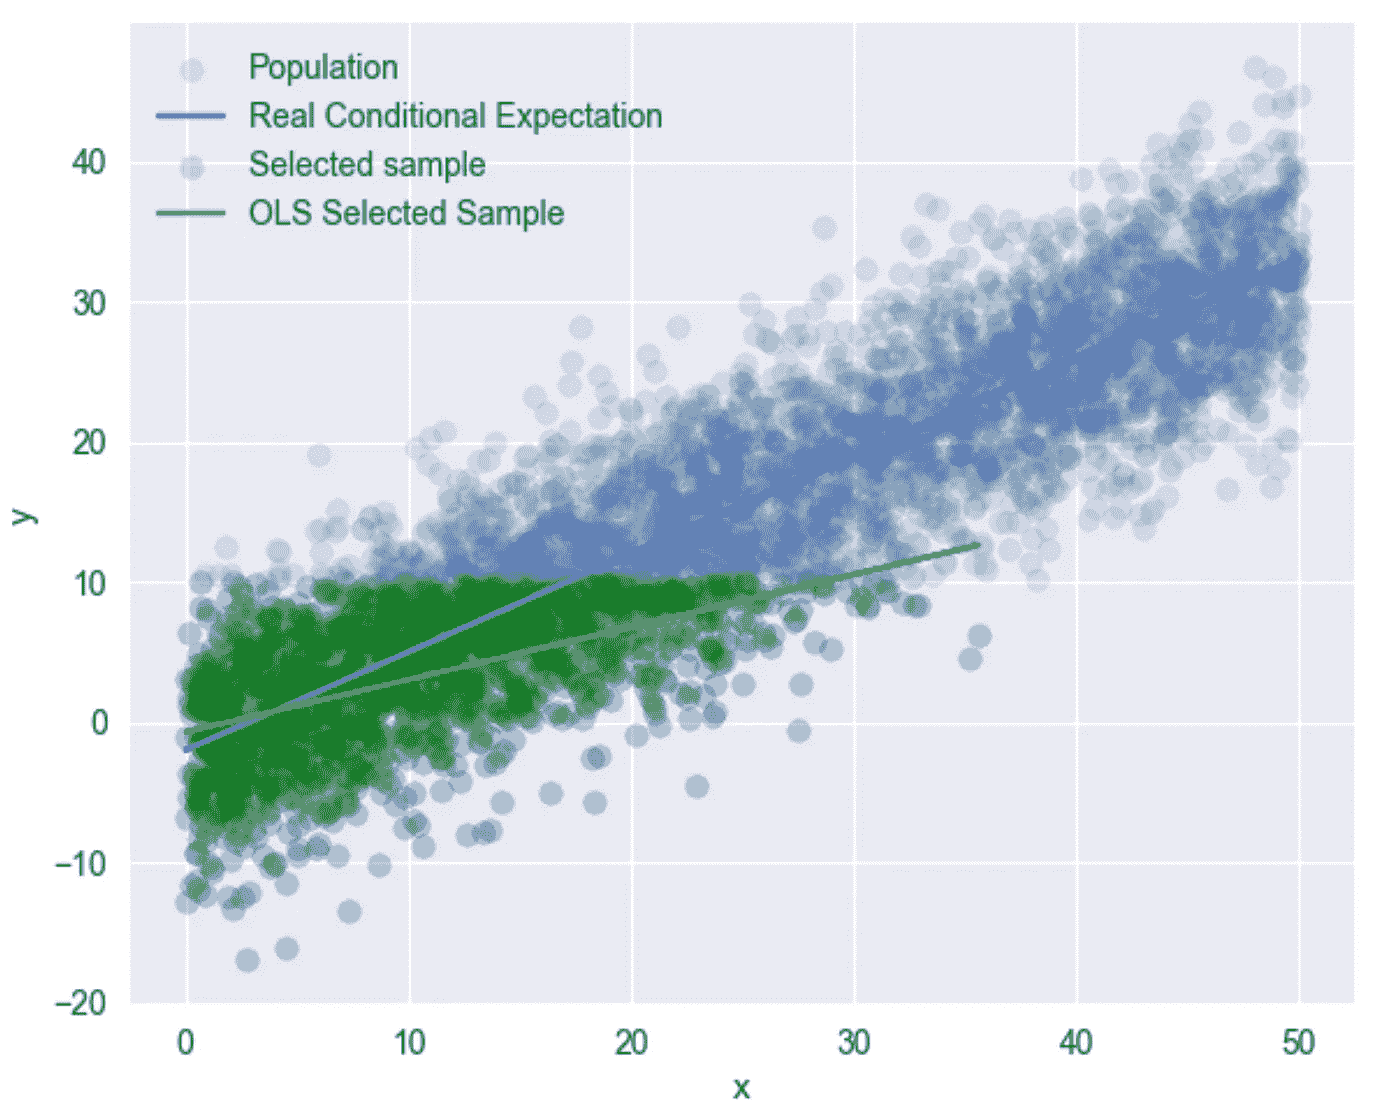 Population
Real Conditional Expectation
Selected sample
OLS Selected Sample
40
30
20
10
0
−10
−20
y
0 10 20 30 40 50
x